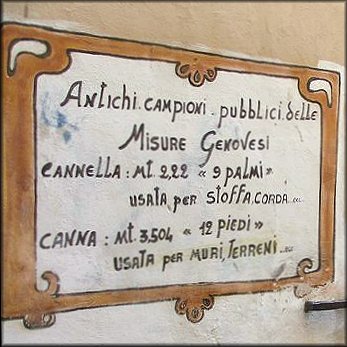 Antichi campioni pubblici delle
Misure Genovesi
CANNELLA: Mt. 2,22 « 9 palmi »
usata per stoffa, corda....
CANNA: Mt. 3,504 « 12 piedi »
usata per muri, terreni....